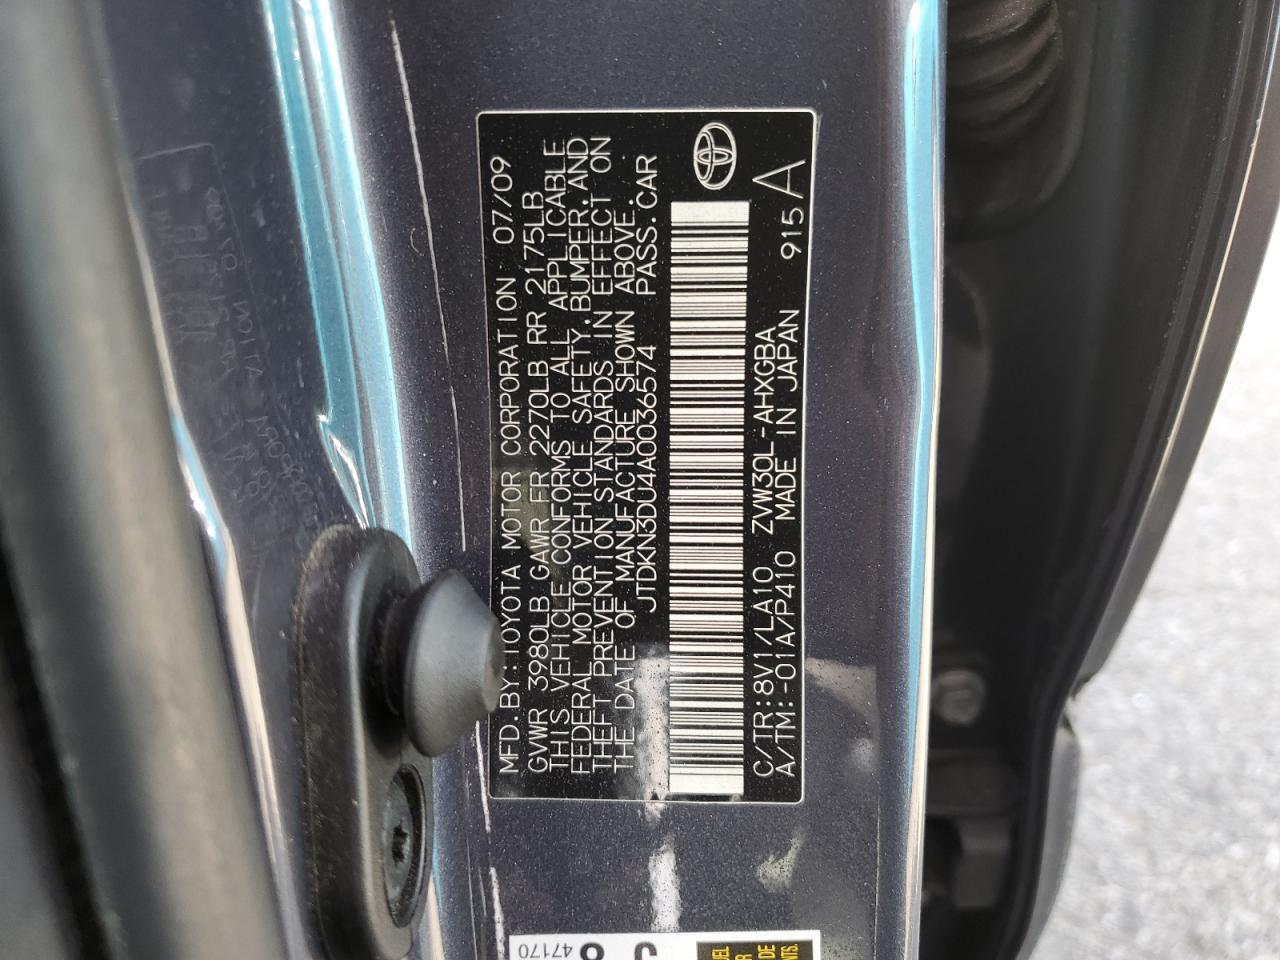 MFD.BY:TOYOTA MOTOR CORPORATION 07/09
GVWR 3980LB GAWR FR 2270LB RR 2175LB
THIS VEHICLE CONFORMS TO ALL APPLICABLE
FEDERAL MOTOR VEHICLE SAFETY,BUMPER,AND
THEFT PREVENTION STANDARDS IN EFFECT ON
THE DATE OF MANUFACTURE SHOWN ABOVE.
JTDKN3DU4A0036574 PASS.CAR
C/TR:8V1/LA10 ZVW30L-AHXGBA
A/TM:-01A/P410 MADE IN JAPAN 915 A
47170